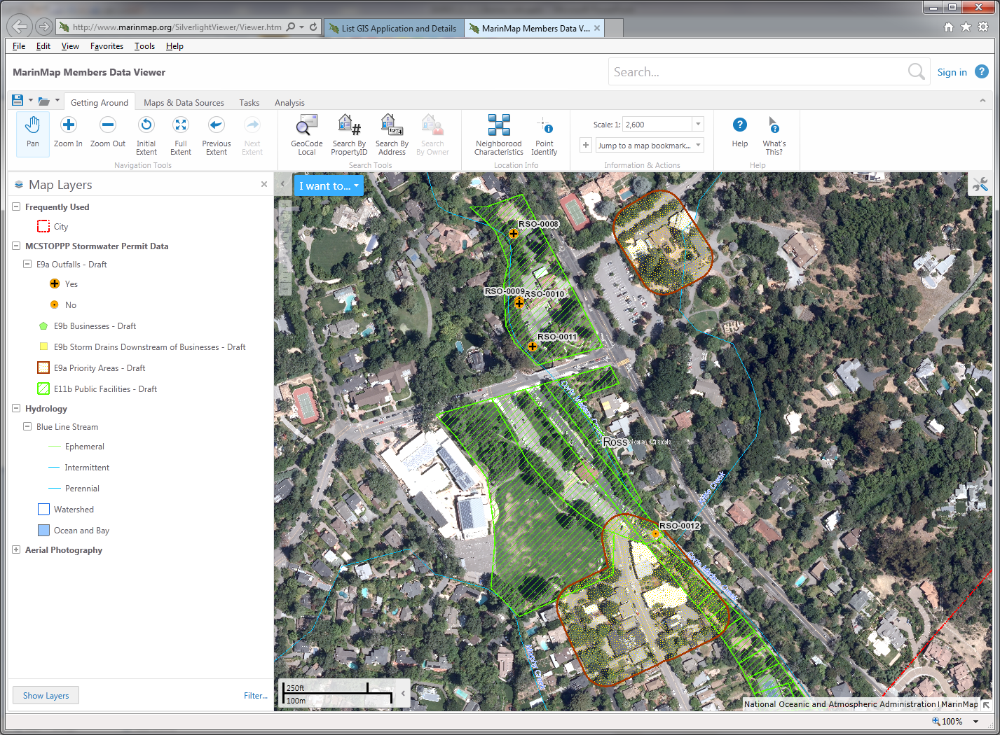 http://www.marinmap.org/SilverlightViewer/Viewer.htm
List GIS Application and Details
MarinMap Members Data V...
File Edit View Favorites Tools Help
MarinMap Members Data Viewer
Search...
Sign in
Getting Around Maps & Data Sources Tasks Analysis
Pan
Zoom In
Zoom Out
Initial Extent
Full Extent
Previous Extent
Next Extent
Navigation Tools
GeoCode Local
Search By PropertyID
Search By Address
Search By Owner
Search Tools
Neighborood Characteristics
Point Identify
Location Info
Scale: 1: 2,600
Jump to a map bookmark...
Information & Actions
Help
What's This?
Help
Map Layers
I want to...
Frequently Used
City
MCSTOPPP Stormwater Permit Data
E9a Outfalls - Draft
Yes
No
E9b Businesses - Draft
E9b Storm Drains Downstream of Businesses - Draft
E9a Priority Areas - Draft
E11b Public Facilities - Draft
Hydrology
Blue Line Stream
Ephemeral
Intermittent
Perennial
Watershed
Ocean and Bay
Aerial Photography
Show Layers
Filter...
RSO-0008
RSO-0009
RSO-0010
RSO-0011
Ross
RSO-0012
250ft
100m
National Oceanic and Atmospheric Administration | MarinMap
100%